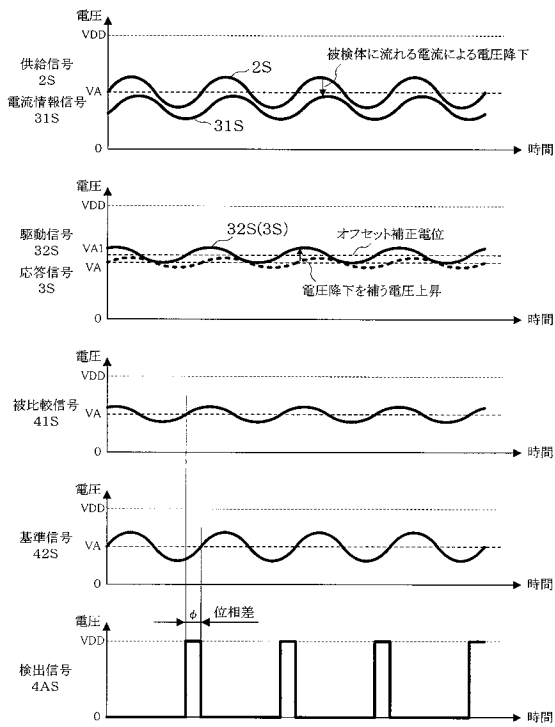 電圧
VDD
供給信号
2S
VA
電流情報信号
31S
0
2S
被検体に流れる電流による電圧降下
31S
時間
電圧
VDD
駆動信号
32S
VA1
VA
応答信号
3S
0
32S(3S)
オフセット補正電位
電圧降下を補う電圧上昇
時間
電圧
VDD
被比較信号
41S
VA
0
時間
電圧
VDD
基準信号
42S
VA
0
時間
φ
位相差
電圧
VDD
検出信号
4AS
0
時間